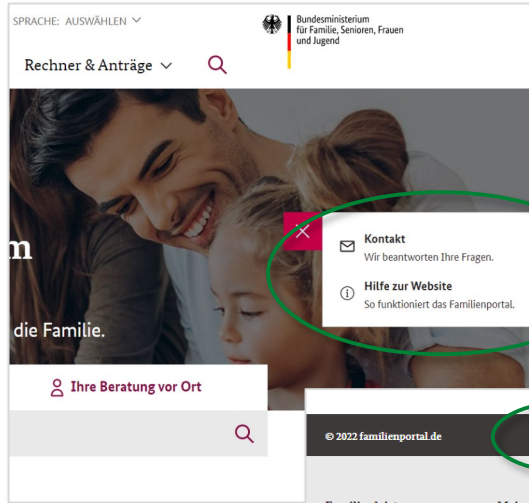 SPRACHE: AUSWÄHLEN
Bundesministerium
für Familie, Senioren, Frauen
und Jugend
Rechner & Anträge
m
die Familie.
Kontakt
Wir beantworten Ihre Fragen.
Hilfe zur Website
So funktioniert das Familienportal.
Ihre Beratung vor Ort
© 2022 familienportal.de